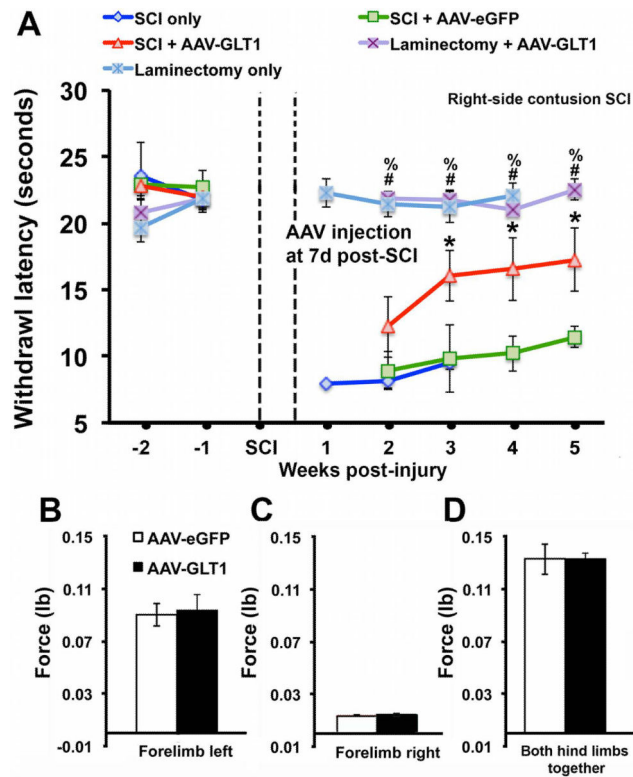 A
SCI only
SCI + AAV-eGFP
SCI + AAV-GLT1
Laminectomy + AAV-GLT1
Laminectomy only
Right-side contusion SCI
Withdrawl latency (seconds)
30
25
20
15
10
5
% % % %
# # # #
AAV injection
at 7d post-SCI
* * *
-2 -1 SCI 1 2 3 4 5
Weeks post-injury
B
AAV-eGFP
AAV-GLT1
Force (lb)
0.15
0.11
0.07
0.03
-0.01
Forelimb left
C
Force (lb)
0.15
0.11
0.07
0.03
0.01
Forelimb right
D
Force (lb)
0.15
0.11
0.07
0.03
0.01
Both hind limbs
together